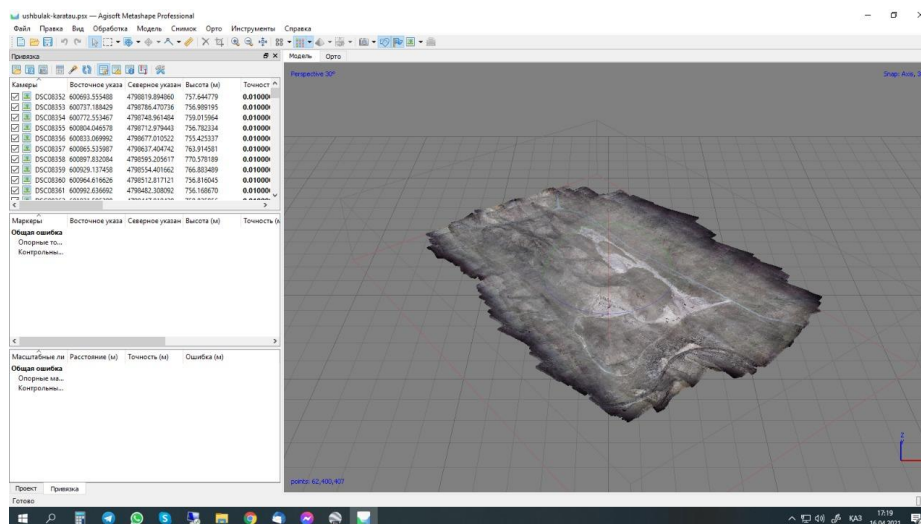 ushbulak-karatau.psx — Agisoft Metashape Professional
Файл Правка Вид Обработка Модель Снимок Орто Инструменты Справка
Привязка
Модель Орто
Камеры Восточное указа Северное указан Высота (м) Точност
DSC08352 600693.555488 4798819.894860 757.644779 0.01000
DSC08353 600737.188429 4798786.470736 756.989195 0.01000
DSC08354 600772.553467 4798748.961484 759.015964 0.01000
DSC08355 600804.046578 4798712.979443 756.782334 0.01000
DSC08356 600833.069992 4798677.010522 755.425337 0.01000
DSC08357 600865.535987 4798637.404742 763.914581 0.01000
DSC08358 600897.832084 4798595.205617 770.578189 0.01000
DSC08359 600929.137458 4798554.401662 766.883489 0.01000
DSC08360 600964.616626 4798512.817121 756.816045 0.01000
DSC08361 600992.636692 4798482.308092 756.168670 0.01000
Perspective 30°
Snap: Axis, 3
Маркеры Восточное указа Северное указан Высота (м) Точность (м
Общая ошибка
Опорные то...
Контрольны...
Масштабные ли Расстояние (м) Точность (м) Ошибка (м)
Общая ошибка
Опорные ма...
Контрольны...
Z
points: 62,400,407
Проект Привязка
Готово
КАЗ
17:19
16.04.2021